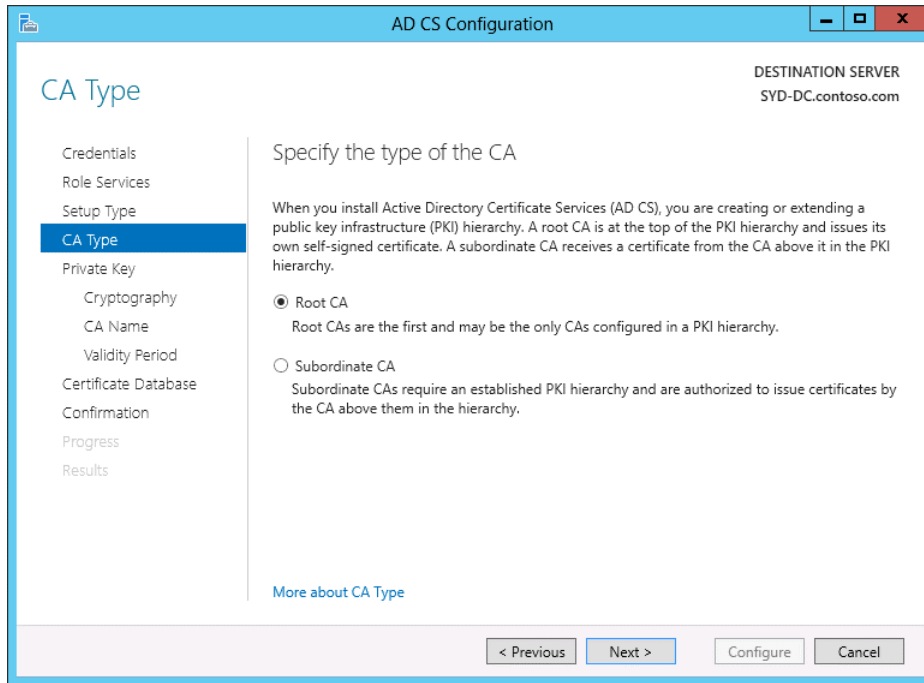 AD CS Configuration
CA Type
DESTINATION SERVER
SYD-DC.contoso.com
Credentials
Role Services
Setup Type
CA Type
Private Key
Cryptography
CA Name
Validity Period
Certificate Database
Confirmation
Progress
Results
Specify the type of the CA
When you install Active Directory Certificate Services (AD CS), you are creating or extending a
public key infrastructure (PKI) hierarchy. A root CA is at the top of the PKI hierarchy and issues its
own self-signed certificate. A subordinate CA receives a certificate from the CA above it in the PKI
hierarchy.
Root CA
Root CAs are the first and may be the only CAs configured in a PKI hierarchy.
Subordinate CA
Subordinate CAs require an established PKI hierarchy and are authorized to issue certificates by
the CA above them in the hierarchy.
More about CA Type
< Previous
Next >
Configure
Cancel